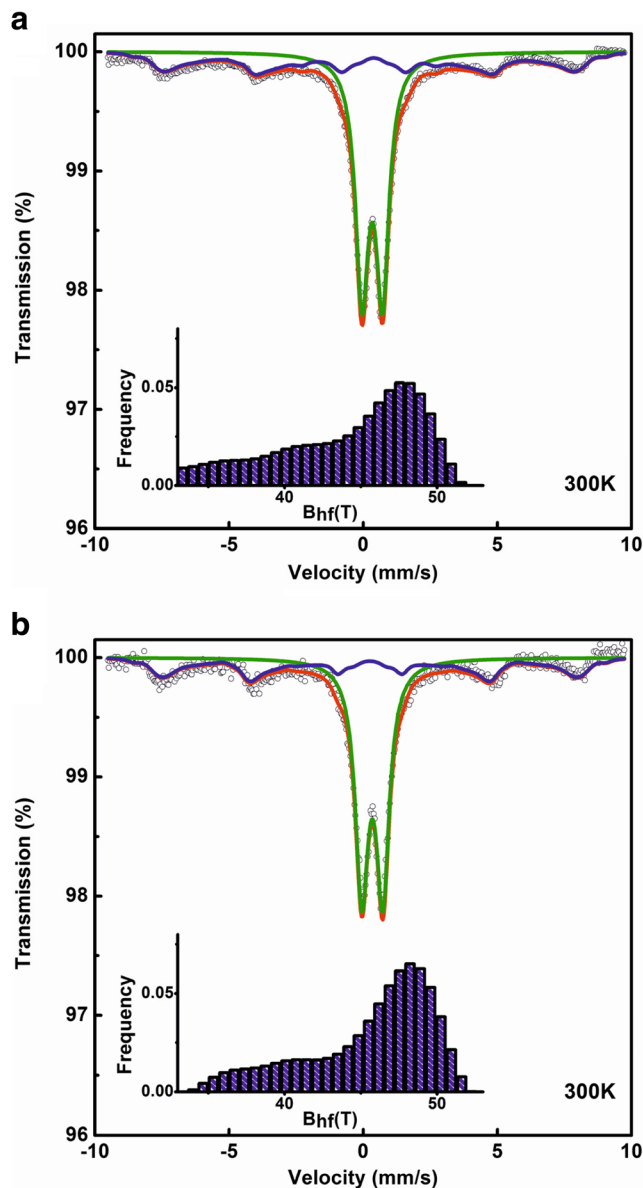 a
100
99
98
97
96
Transmission (%)
0.05
0.00
Frequency
40
50
Bhf(T)
300K
-10
-5
0
5
10
Velocity (mm/s)
b
100
99
98
97
96
Transmission (%)
0.05
0.00
Frequency
40
50
Bhf(T)
300K
-10
-5
0
5
10
Velocity (mm/s)